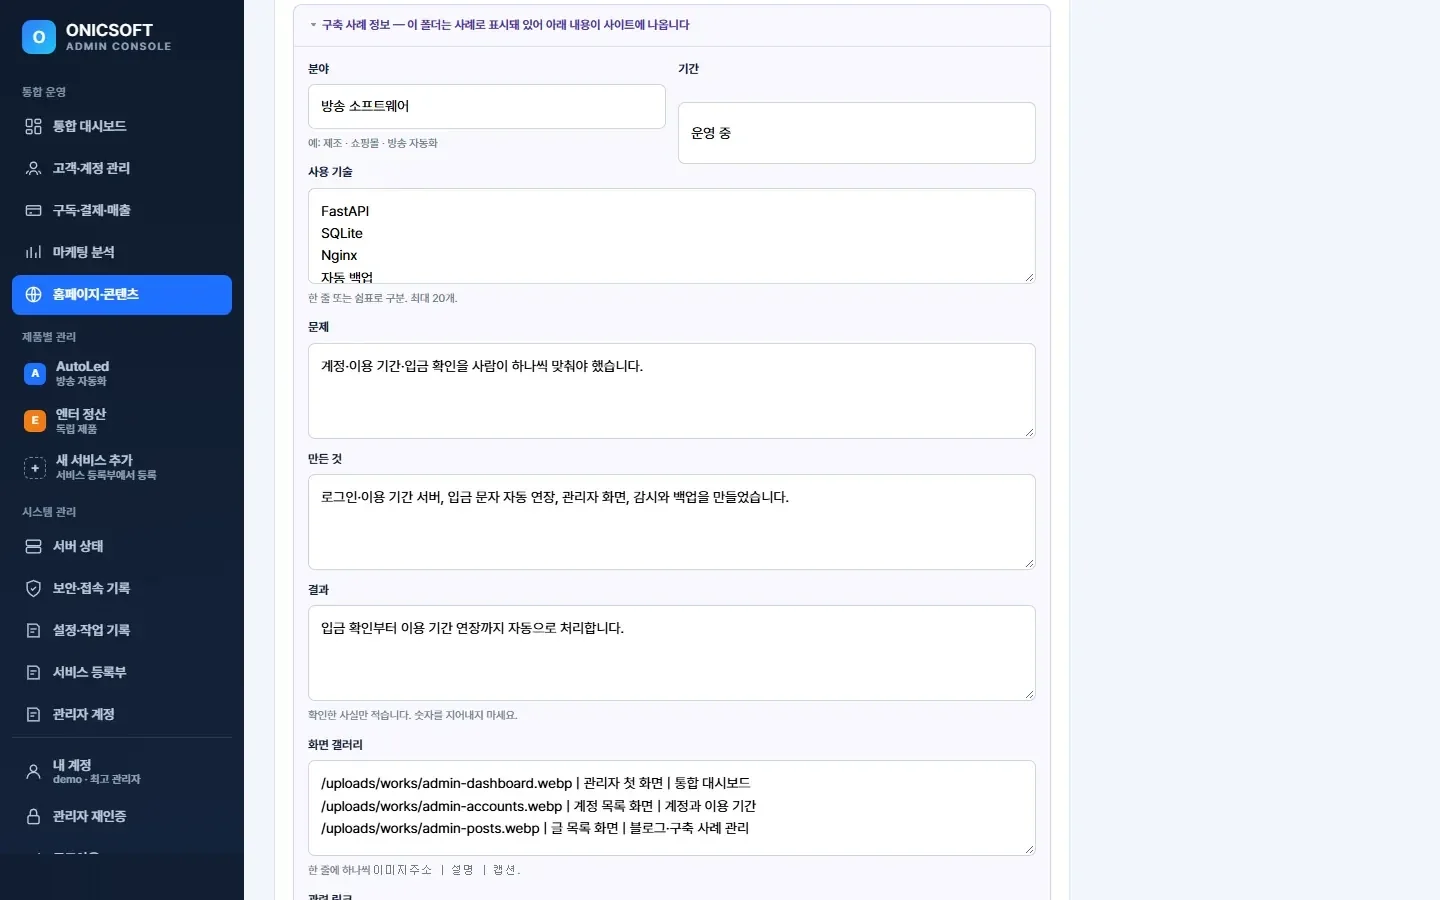 O
ONICSOFT
ADMIN CONSOLE
통합 운영
통합 대시보드
고객·계정 관리
구독·결제·매출
마케팅 분석
홈페이지·콘텐츠
제품별 관리
A
AutoLed
방송 자동화
E
엔터 정산
독립 제품
+
새 서비스 추가
서비스 등록부에서 등록
시스템 관리
서버 상태
보안·접속 기록
설정·작업 기록
서비스 등록부
관리자 계정
내 계정
demo · 최고 관리자
관리자 재인증
구축 사례 정보 — 이 폴더는 사례로 표시돼 있어 아래 내용이 사이트에 나옵니다
분야
방송 소프트웨어
예: 제조 · 쇼핑몰 · 방송 자동화
기간
운영 중
사용 기술
FastAPI
SQLite
Nginx
자동 백업
한 줄 또는 쉼표로 구분. 최대 20개.
문제
계정·이용 기간·입금 확인을 사람이 하나씩 맞춰야 했습니다.
만든 것
로그인·이용 기간 서버, 입금 문자 자동 연장, 관리자 화면, 감시와 백업을 만들었습니다.
결과
입금 확인부터 이용 기간 연장까지 자동으로 처리합니다.
확인한 사실만 적습니다. 숫자를 지어내지 마세요.
화면 갤러리
/uploads/works/admin-dashboard.webp | 관리자 첫 화면 | 통합 대시보드
/uploads/works/admin-accounts.webp | 계정 목록 화면 | 계정과 이용 기간
/uploads/works/admin-posts.webp | 글 목록 화면 | 블로그·구축 사례 관리
한 줄에 하나씩 이미지주소 | 설명 | 캡션.
관련 링크